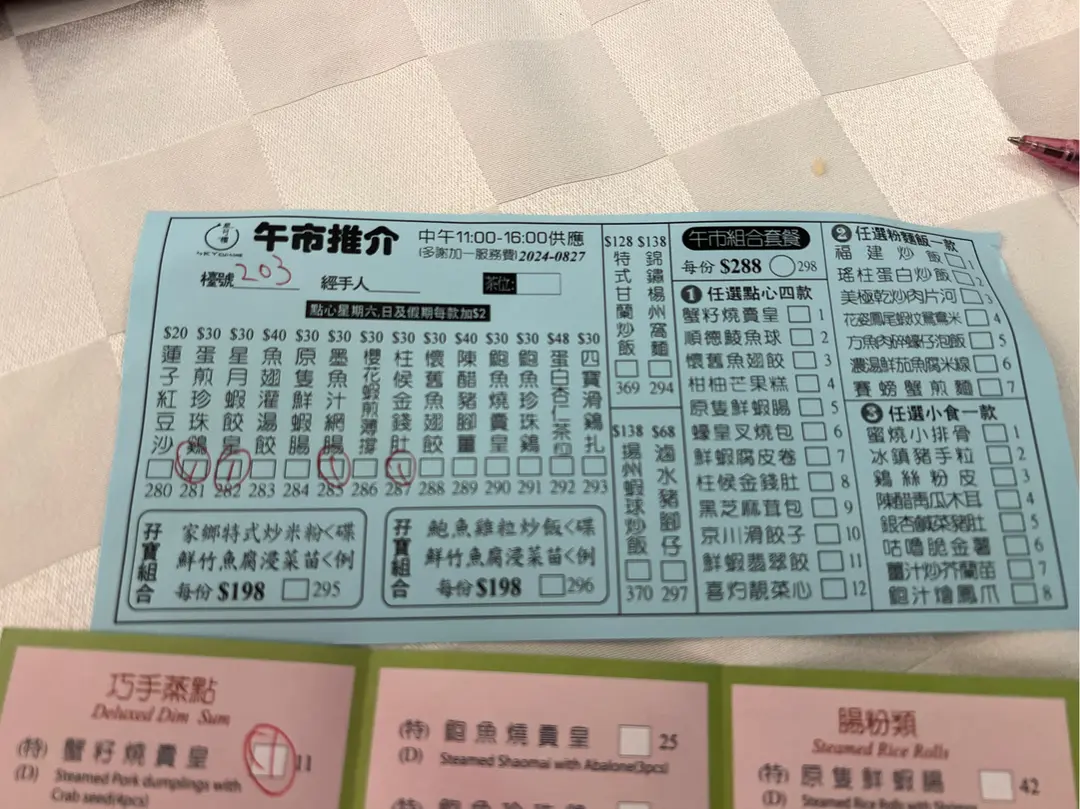 午市推介
中午11:00-16:00供應
(多謝加一服務費)2024-0827
檯號 203
經手人
茶位:
點心星期六,日及假期每款加$2
$20 蓮子紅豆沙 280
$30 蛋煎珍珠鷄 281
$30 星月蝦餃皇 282
$30 魚翅灌湯餃 283
$30 原隻鮮蝦腸 284
$30 墨魚汁網腸 285
$30 櫻花蝦煎薄撐 286
$30 柱候金錢肚 287
$30 懷舊魚翅餃 288
$40 陳醋豬薑 289
$30 鮑魚燒賣皇 290
$30 鮑魚珍珠鷄 291
$48 蛋白杏仁茶 292
$30 四寶滑鷄扎 293
孖寶組合
家鄉特式炒米粉<碟
鮮竹魚腐浸菜苗<例
每份 $198 295
孖寶組合
鮑魚雞粒炒飯<碟
鮮竹魚腐浸菜苗<例
每份 $198 296
$128 特式甘蘭炒飯 369
$138 錦鏽楊州窩麵 294
$138 揚州蝦球炒飯 370
$68 滷水豬腳仔 297
午市組合套餐
每份 $288 298
1 任選點心四款
蟹籽燒賣皇 1
順德鯪魚球 2
懷舊魚翅餃 3
柑柚芒果糕 4
原隻鮮蝦腸 5
蠔皇叉燒包 6
鮮蝦腐皮卷 7
柱候金錢肚 8
黑芝麻茸包 9
京川滑餃子 10
鮮蝦翡翠餃 11
喜灼靚菜心 12
2 任選粉麵飯一款
福建炒飯 1
瑤柱蛋白炒飯 2
美極乾炒肉片河 3
花姿鳳尾蝦炆鴛鴦米 4
方魚肉碎蠔仔泡飯 5
濃湯鮮茄魚腐米線 6
賽螃蟹煎麵 7
3 任選小食一款
蜜燒小排骨 1
冰鎮豬手粒 2
鷄絲粉皮 3
陳醋靑瓜木耳 4
銀杏鹹菜豬肚 5
咕嚕脆金薯 6
薑汁炒芥蘭苗 7
鮑汁燴鳳爪 8
巧手蒸點
Deluxed Dim Sum
(特) 蟹籽燒賣皇 11
(D) Steamed Pork dumplings with
Crab seed(4pcs)
(特) 鮑魚燒賣皇 25
(D) Steamed Shaomai with Abalone(3pcs)
腸粉類
Steamed Rice Rolls
(特) 原隻鮮蝦腸 42
(D) Steamed Rice Rolls